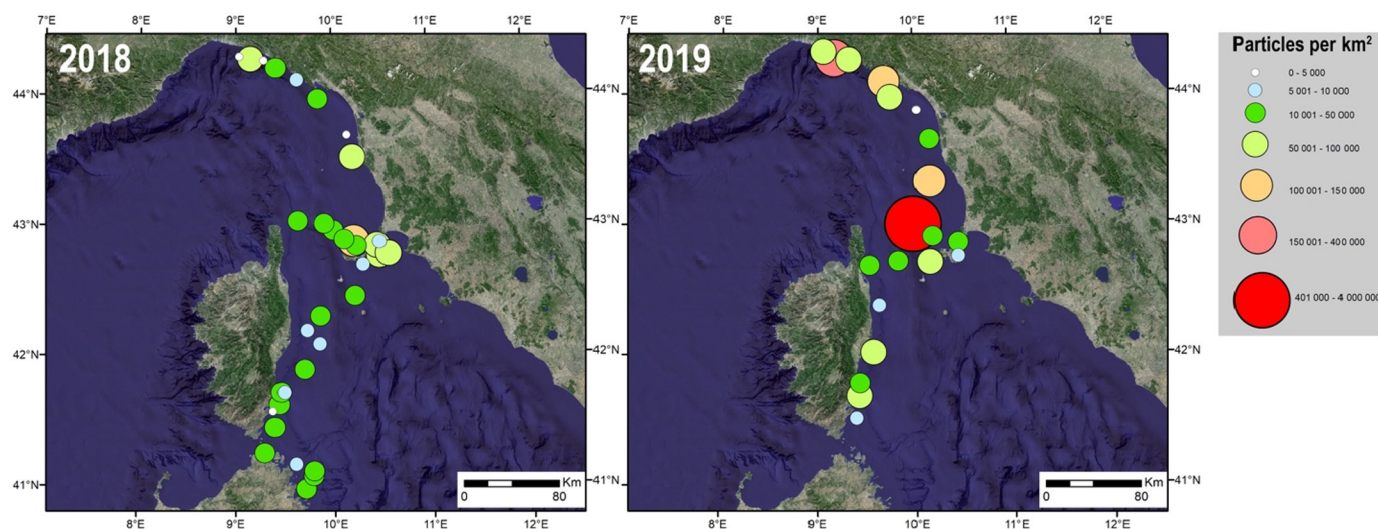 7°E 8°E 9°E 10°E 11°E 12°E 7°E 8°E 9°E 10°E 11°E 12°E
2018 2019
Particles per km²
0 - 5 000
5 001 - 10 000
10 001 - 50 000
50 001 - 100 000
100 001 - 150 000
150 001 - 400 000
401 000 - 4 000 000
44°N 44°N
43°N 43°N
42°N 42°N
41°N 41°N
Km Km
0 80 0 80
8°E 9°E 10°E 11°E 12°E 8°E 9°E 10°E 11°E 12°E